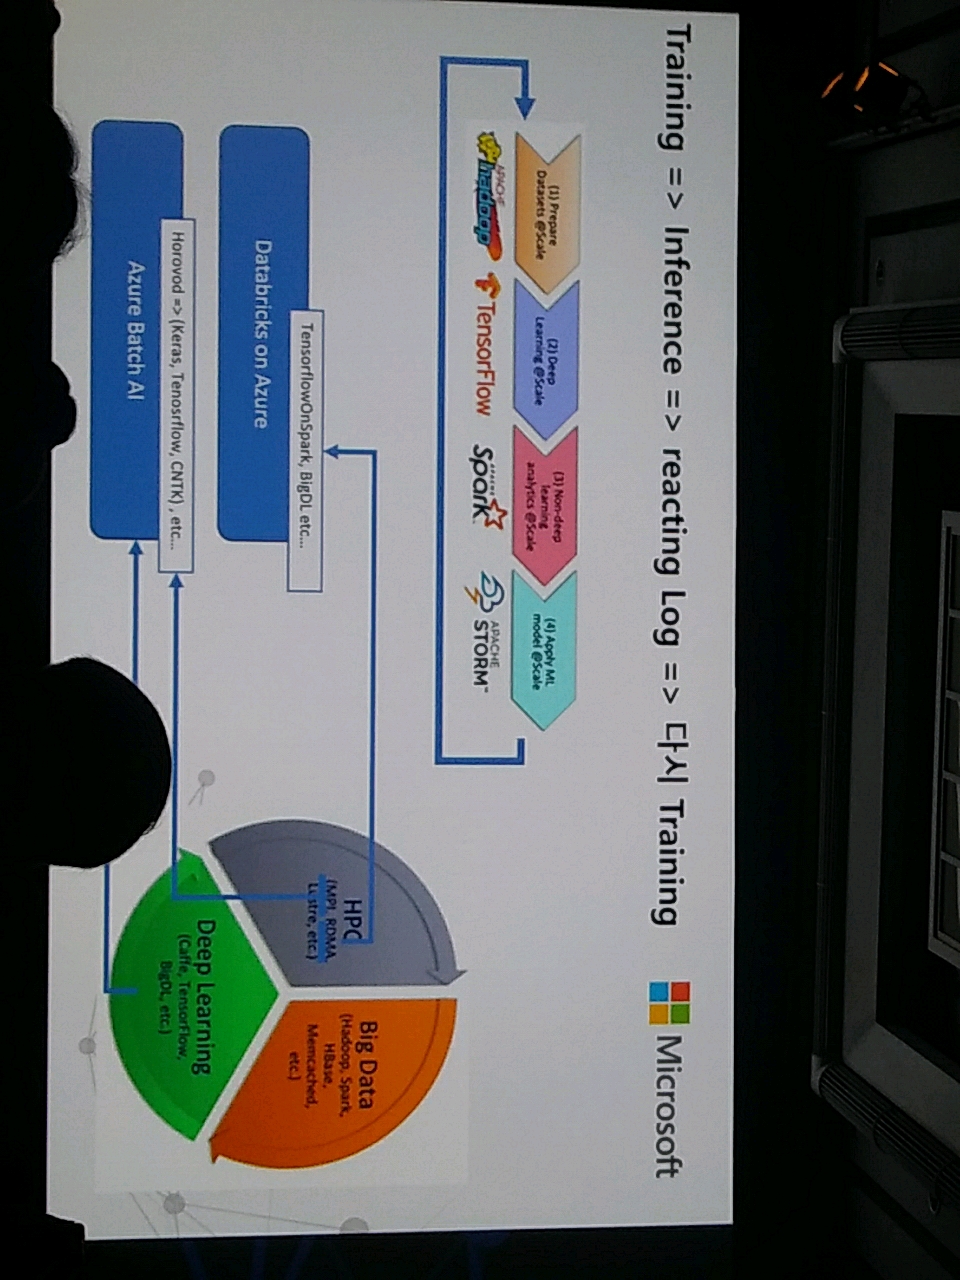 Training => Inference => reacting Log => 다시 Training
Microsoft
(1) Prepare
Datasets @Scale
(2) Deep
Learning @Scale
(3) Non-deep
learning
analytics @Scale
(4) Apply ML
model @Scale
APACHE
hadoop
TensorFlow
APACHE
Spark
APACHE
STORM™
TensorflowOnSpark, BigDL etc...
Databricks on Azure
Horovod => (Keras, Tenosrflow, CNTK) , etc...
Azure Batch AI
HPC
(MPI, RDMA,
Lustre, etc.)
Big Data
(Hadoop, Spark,
HBase,
Memcached,
etc.)
Deep Learning
(Caffe, TensorFlow,
BigDL, etc.)